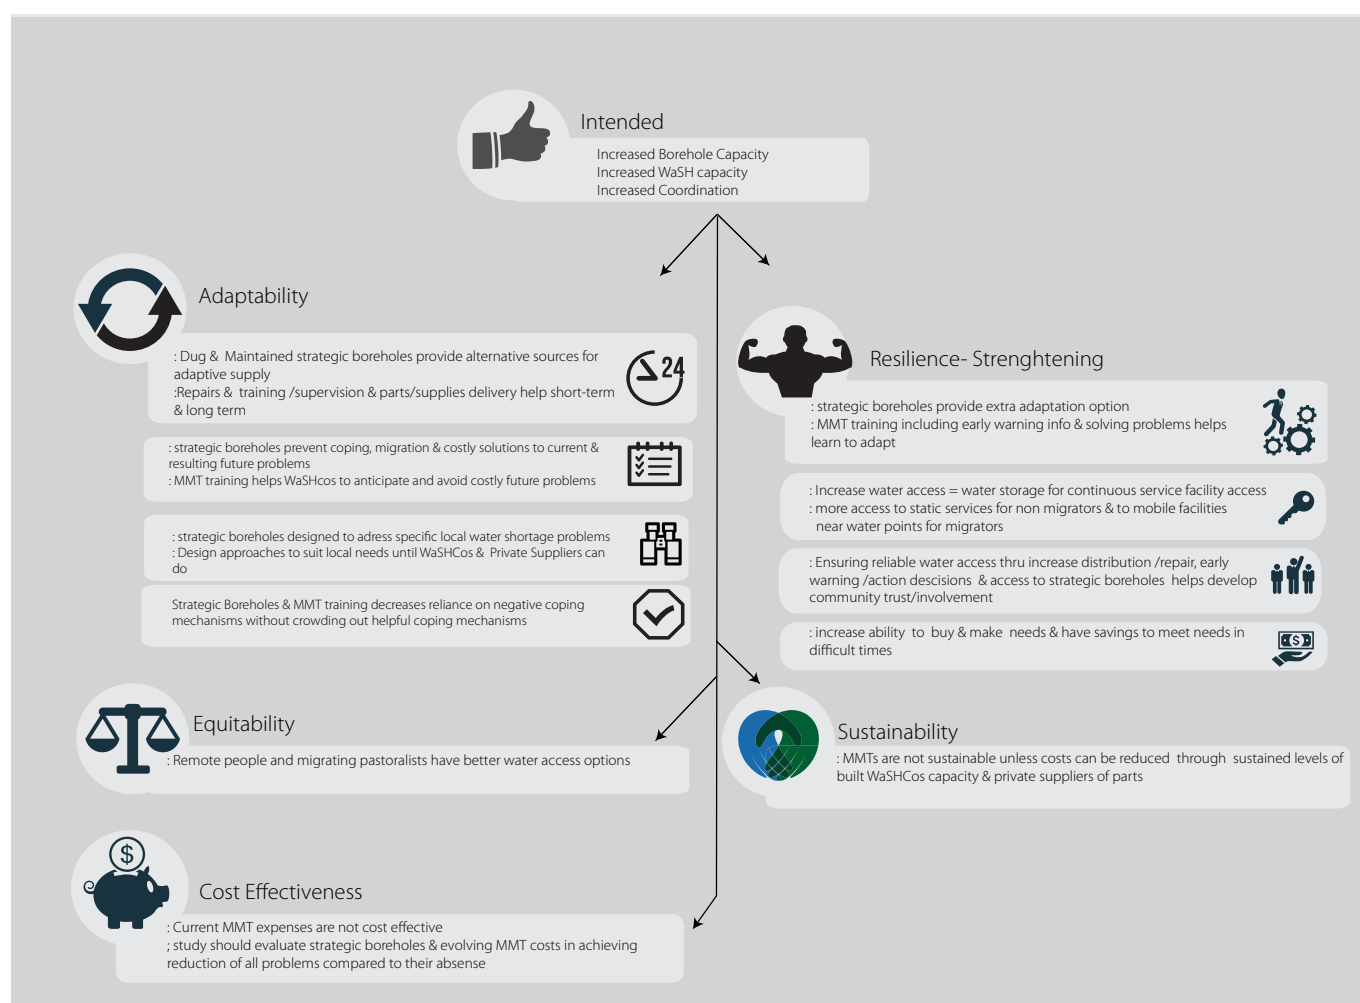 Intended
Increased Borehole Capacity
Increased WaSH capacity
Increased Coordination
Adaptability
: Dug & Maintained strategic boreholes provide alternative sources for
adaptive supply
:Repairs & training /supervision & parts/supplies delivery help short-term
& long term
24
: strategic boreholes prevent coping, migration & costly solutions to current &
resulting future problems
: MMT training helps WaSHcos to anticipate and avoid costly future problems
: strategic boreholes designed to adress specific local water shortage problems
: Design approaches to suit local needs until WaSHCos & Private Suppliers can
do
Strategic Boreholes & MMT training decreases reliance on negative coping
mechanisms without crowding out helpful coping mechanisms
Resilience- Strenghtening
: strategic boreholes provide extra adaptation option
: MMT training including early warning info & solving problems helps
learn to adapt
: Increase water access = water storage for continuous service facility access
: more access to static services for non migrators & to mobile facilities
near water points for migrators
: Ensuring reliable water access thru increase distribution /repair, early
warning /action descisions & access to strategic boreholes helps develop
community trust/involvement
: increase ability to buy & make needs & have savings to meet needs in
difficult times
$
Equitability
: Remote people and migrating pastoralists have better water access options
Sustainability
: MMTs are not sustainable unless costs can be reduced through sustained levels of
built WaSHCos capacity & private suppliers of parts
$
Cost Effectiveness
: Current MMT expenses are not cost effective
; study should evaluate strategic boreholes & evolving MMT costs in achieving
reduction of all problems compared to their absense